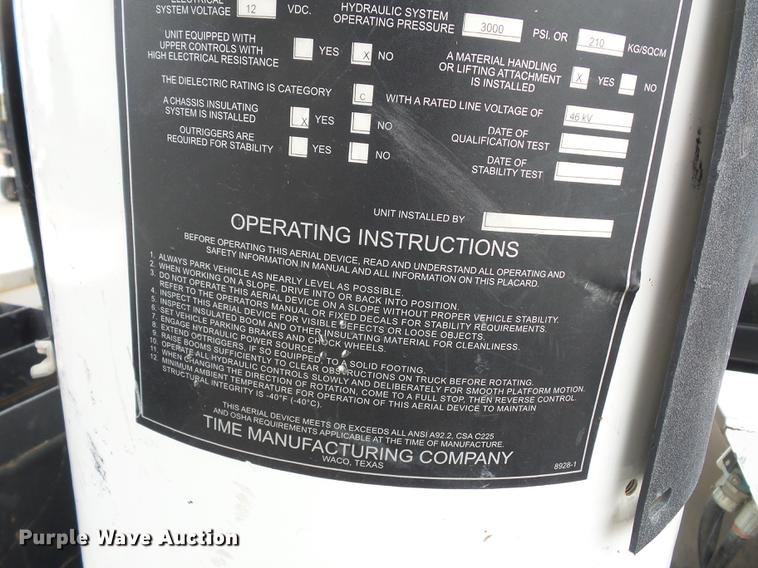 ELECTRICAL
SYSTEM VOLTAGE 12 VDC.
HYDRAULIC SYSTEM
OPERATING PRESSURE 3000 PSI. OR 210 KG/SQCM
UNIT EQUIPPED WITH
UPPER CONTROLS WITH
HIGH ELECTRICAL RESISTANCE YES X NO
A MATERIAL HANDLING
OR LIFTING ATTACHMENT
IS INSTALLED X YES NO
THE DIELECTRIC RATING IS CATEGORY C WITH A RATED LINE VOLTAGE OF 46 kV
A CHASSIS INSULATING
SYSTEM IS INSTALLED X YES NO
DATE OF
QUALIFICATION TEST
OUTRIGGERS ARE
REQUIRED FOR STABILITY YES NO
DATE OF
STABILITY TEST
UNIT INSTALLED BY
OPERATING INSTRUCTIONS
BEFORE OPERATING THIS AERIAL DEVICE, READ AND UNDERSTAND ALL OPERATING AND
SAFETY INFORMATION IN MANUAL AND ALL INFORMATION ON THIS PLACARD.
1. ALWAYS PARK VEHICLE AS NEARLY LEVEL AS POSSIBLE.
2. WHEN WORKING ON A SLOPE, DRIVE INTO OR BACK INTO POSITION.
3. DO NOT OPERATE THIS AERIAL DEVICE ON A SLOPE WITHOUT PROPER VEHICLE STABILITY.
REFER TO THE OPERATORS MANUAL OR FIXED DECALS FOR STABILITY REQUIREMENTS.
4. INSPECT THIS AERIAL DEVICE FOR VISIBLE DEFECTS OR LOOSE OBJECTS.
5. INSPECT INSULATED BOOM AND OTHER INSULATING MATERIAL FOR CLEANLINESS.
6. SET VEHICLE PARKING BRAKES AND CHOCK WHEELS.
7. ENGAGE HYDRAULIC POWER SOURCE.
8. EXTEND OUTRIGGERS, IF SO EQUIPPED, TO A SOLID FOOTING.
9. RAISE BOOMS SUFFICIENTLY TO CLEAR OBSTRUCTIONS ON TRUCK BEFORE ROTATING.
10. OPERATE ALL HYDRAULIC CONTROLS SLOWLY AND DELIBERATELY FOR SMOOTH PLATFORM MOTION.
11. WHEN CHANGING THE DIRECTION OF ROTATION, COME TO A FULL STOP, THEN REVERSE CONTROL.
12. MINIMUM AMBIENT TEMPERATURE FOR OPERATION OF THIS AERIAL DEVICE TO MAINTAIN
STRUCTURAL INTEGRITY IS -40°F (-40°C).
THIS AERIAL DEVICE MEETS OR EXCEEDS ALL ANSI A92.2, CSA C225
AND OSHA REQUIREMENTS APPLICABLE AT THE TIME OF MANUFACTURE.
TIME MANUFACTURING COMPANY
WACO, TEXAS
8928-1
Purple Wave Auction